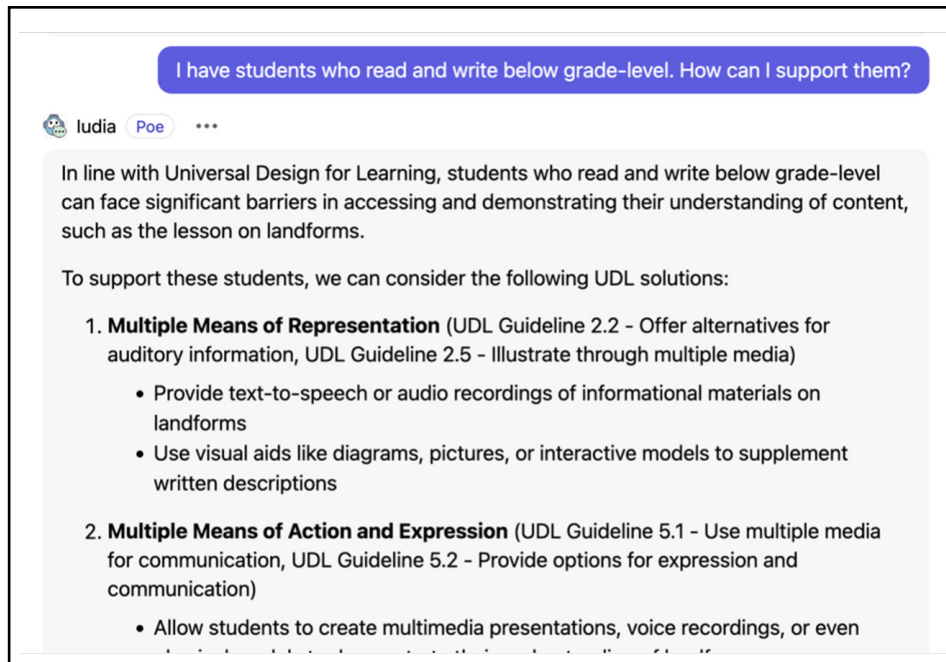 I have students who read and write below grade-level. How can I support them?
ludia Poe •••
In line with Universal Design for Learning, students who read and write below grade-level
can face significant barriers in accessing and demonstrating their understanding of content,
such as the lesson on landforms.
To support these students, we can consider the following UDL solutions:
1. Multiple Means of Representation (UDL Guideline 2.2 - Offer alternatives for
auditory information, UDL Guideline 2.5 - Illustrate through multiple media)
• Provide text-to-speech or audio recordings of informational materials on
landforms
• Use visual aids like diagrams, pictures, or interactive models to supplement
written descriptions
2. Multiple Means of Action and Expression (UDL Guideline 5.1 - Use multiple media
for communication, UDL Guideline 5.2 - Provide options for expression and
communication)
• Allow students to create multimedia presentations, voice recordings, or even